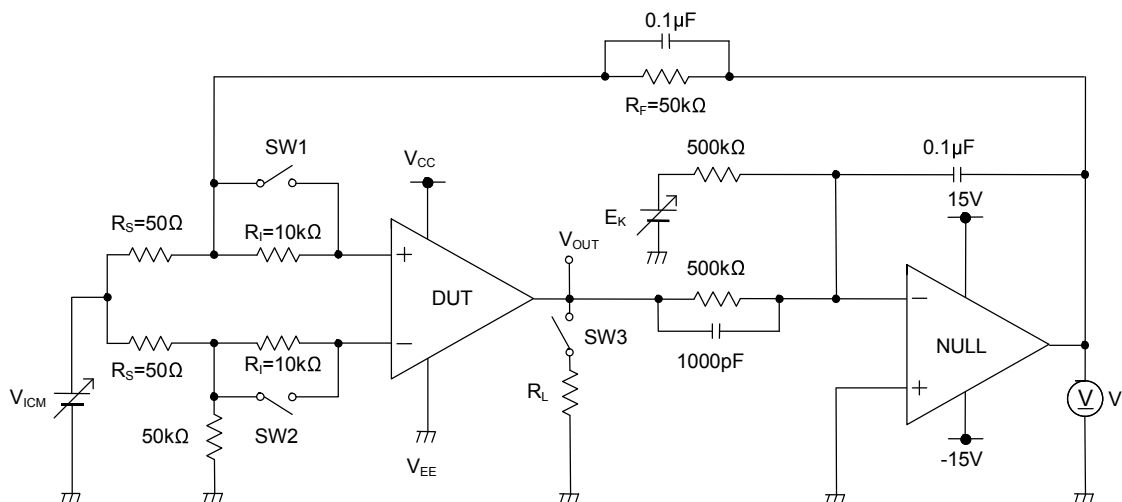 0.1µF
R_F=50kΩ
SW1
V_CC
500kΩ
0.1µF
15V
E_K
R_S=50Ω
R_I=10kΩ
V_OUT
500kΩ
+
DUT
−
−
NULL
+
SW3
1000pF
R_S=50Ω
R_I=10kΩ
V_ICM
SW2
50kΩ
R_L
V
V
V_EE
-15V